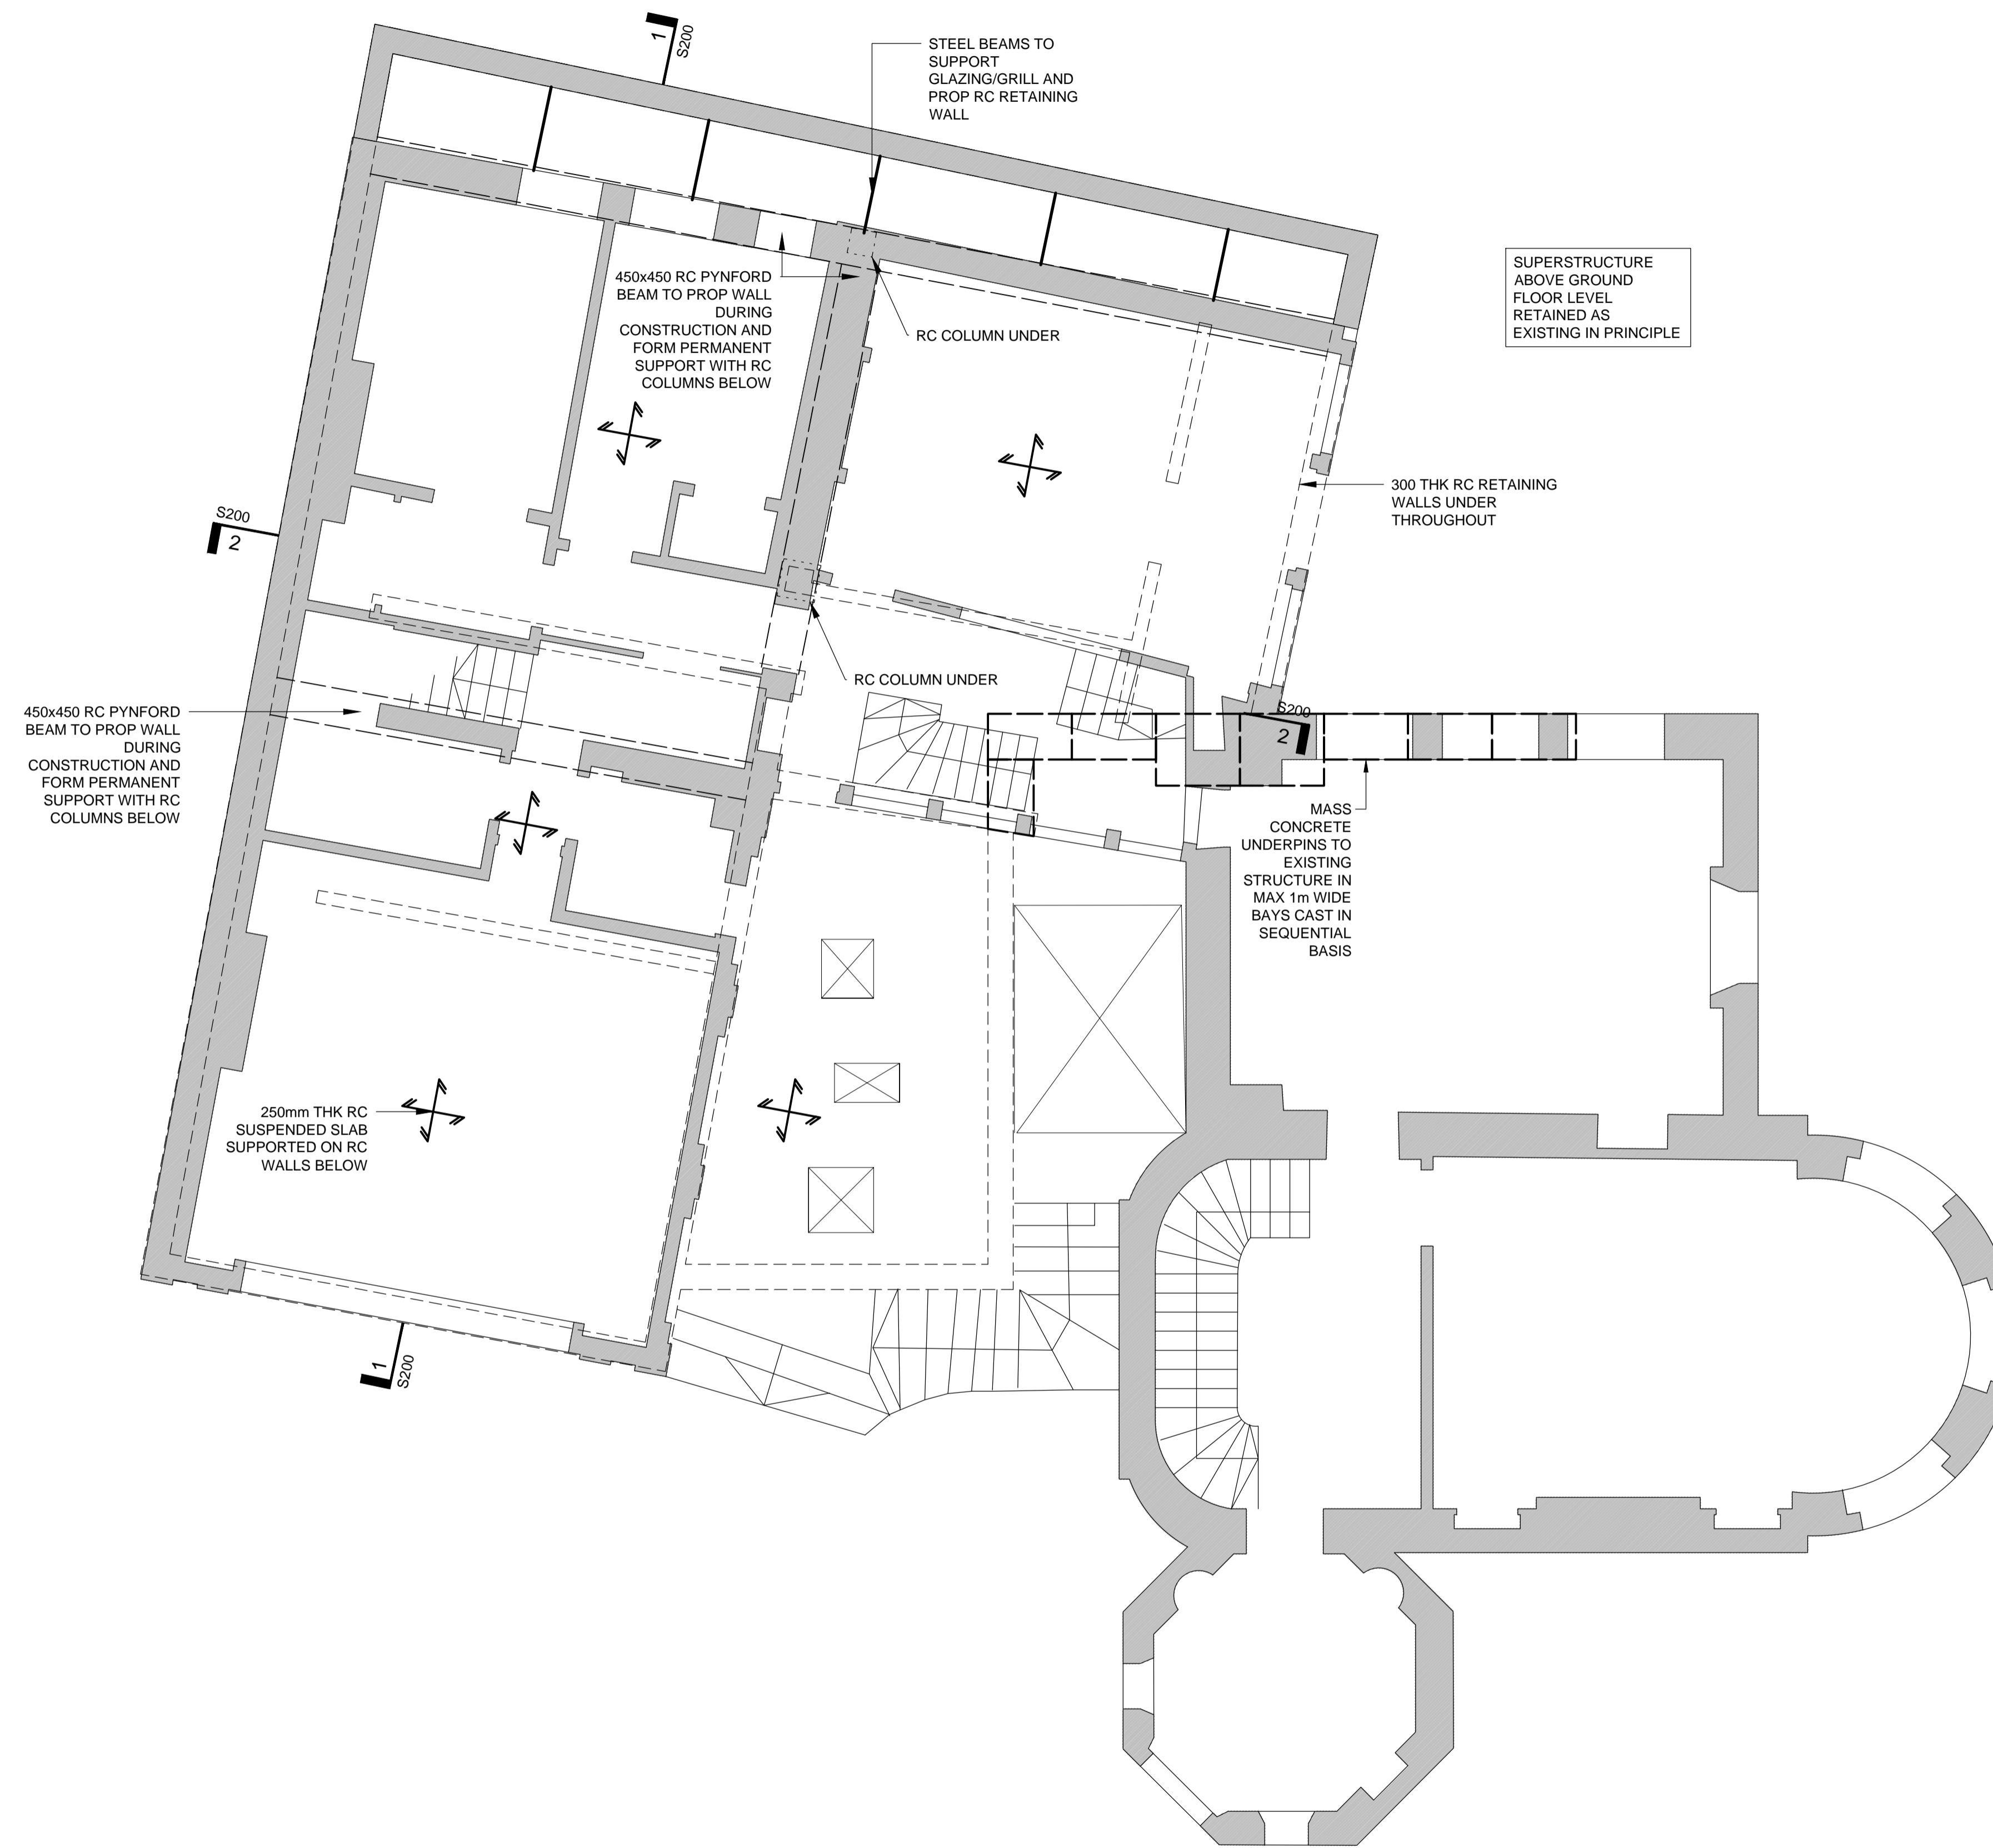 1
S200
STEEL BEAMS TO
SUPPORT
GLAZING/GRILL AND
PROP RC RETAINING
WALL
SUPERSTRUCTURE
ABOVE GROUND
FLOOR LEVEL
RETAINED AS
EXISTING IN PRINCIPLE
450x450 RC PYNFORD
BEAM TO PROP WALL
DURING
CONSTRUCTION AND
FORM PERMANENT
SUPPORT WITH RC
COLUMNS BELOW
RC COLUMN UNDER
300 THK RC RETAINING
WALLS UNDER
THROUGHOUT
S200
2
RC COLUMN UNDER
450x450 RC PYNFORD
BEAM TO PROP WALL
DURING
CONSTRUCTION AND
FORM PERMANENT
SUPPORT WITH RC
COLUMNS BELOW
S200
2
MASS
CONCRETE
UNDERPINS TO
EXISTING
STRUCTURE IN
MAX 1m WIDE
BAYS CAST IN
SEQUENTIAL
BASIS
250mm THK RC
SUSPENDED SLAB
SUPPORTED ON RC
WALLS BELOW
1
S200